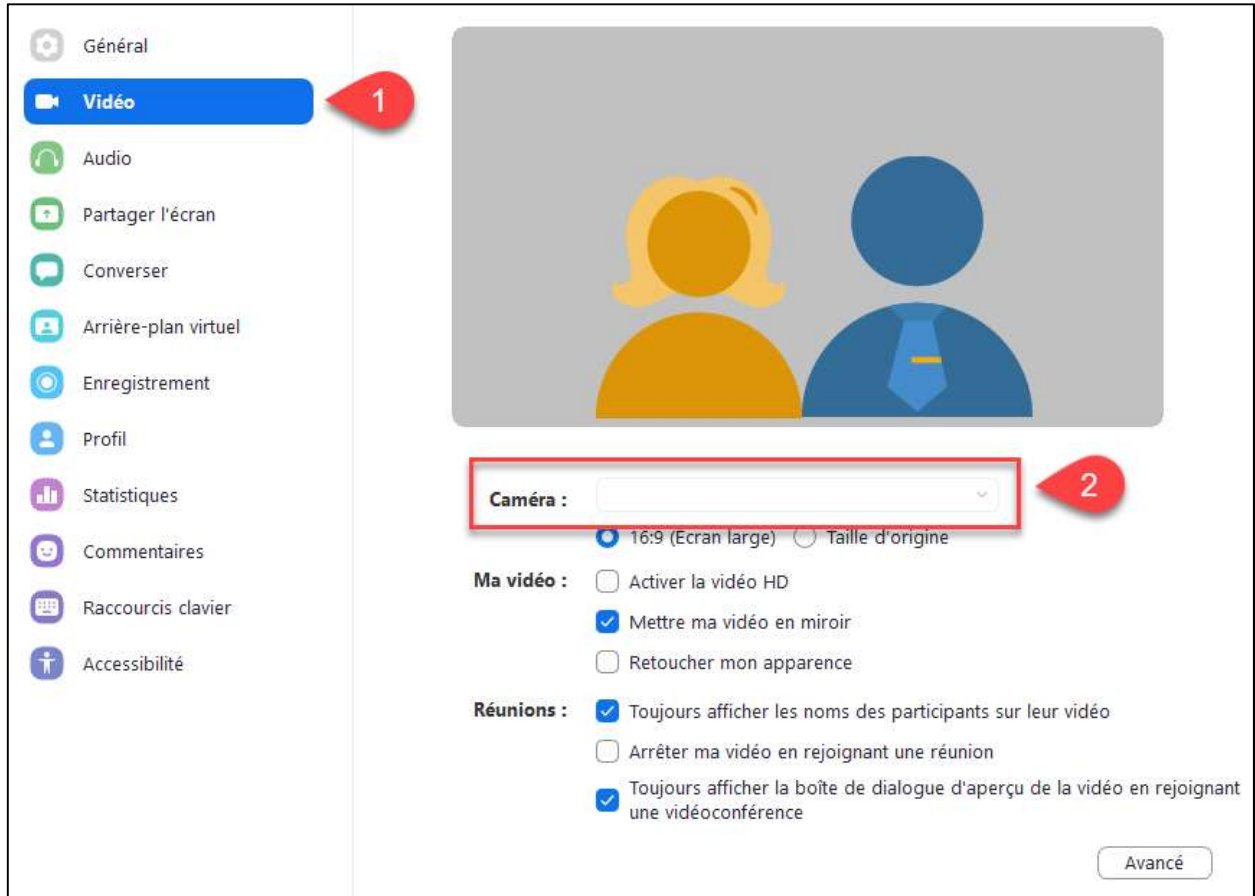 Général
Vidéo
1
Audio
Partager l'écran
Converser
Arrière-plan virtuel
Enregistrement
Profil
Statistiques
Commentaires
Raccourcis clavier
Accessibilité
Caméra :
2
16:9 (Ecran large) Taille d'origine
Ma vidéo : Activer la vidéo HD
Mettre ma vidéo en miroir
Retoucher mon apparence
Réunions : Toujours afficher les noms des participants sur leur vidéo
Arrêter ma vidéo en rejoignant une réunion
Toujours afficher la boîte de dialogue d'aperçu de la vidéo en rejoignant
une vidéoconférence
Avancé